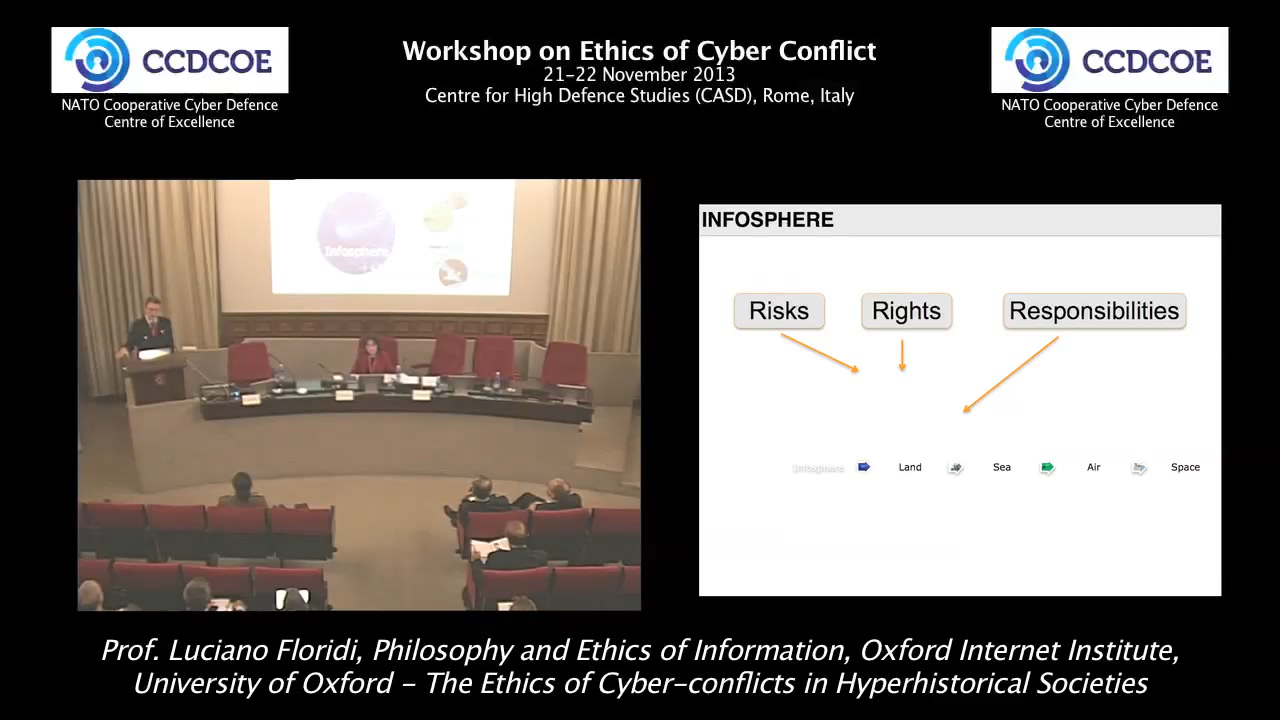 CCDCOE
NATO Cooperative Cyber Defence
Centre of Excellence
Workshop on Ethics of Cyber Conflict
21-22 November 2013
Centre for High Defence Studies (CASD), Rome, Italy
CCDCOE
NATO Cooperative Cyber Defence
Centre of Excellence
Infosphere
INFOSPHERE
Risks Rights Responsibilities
Infosphere Land Sea Air Space
Prof. Luciano Floridi, Philosophy and Ethics of Information, Oxford Internet Institute,
University of Oxford - The Ethics of Cyber-conflicts in Hyperhistorical Societies